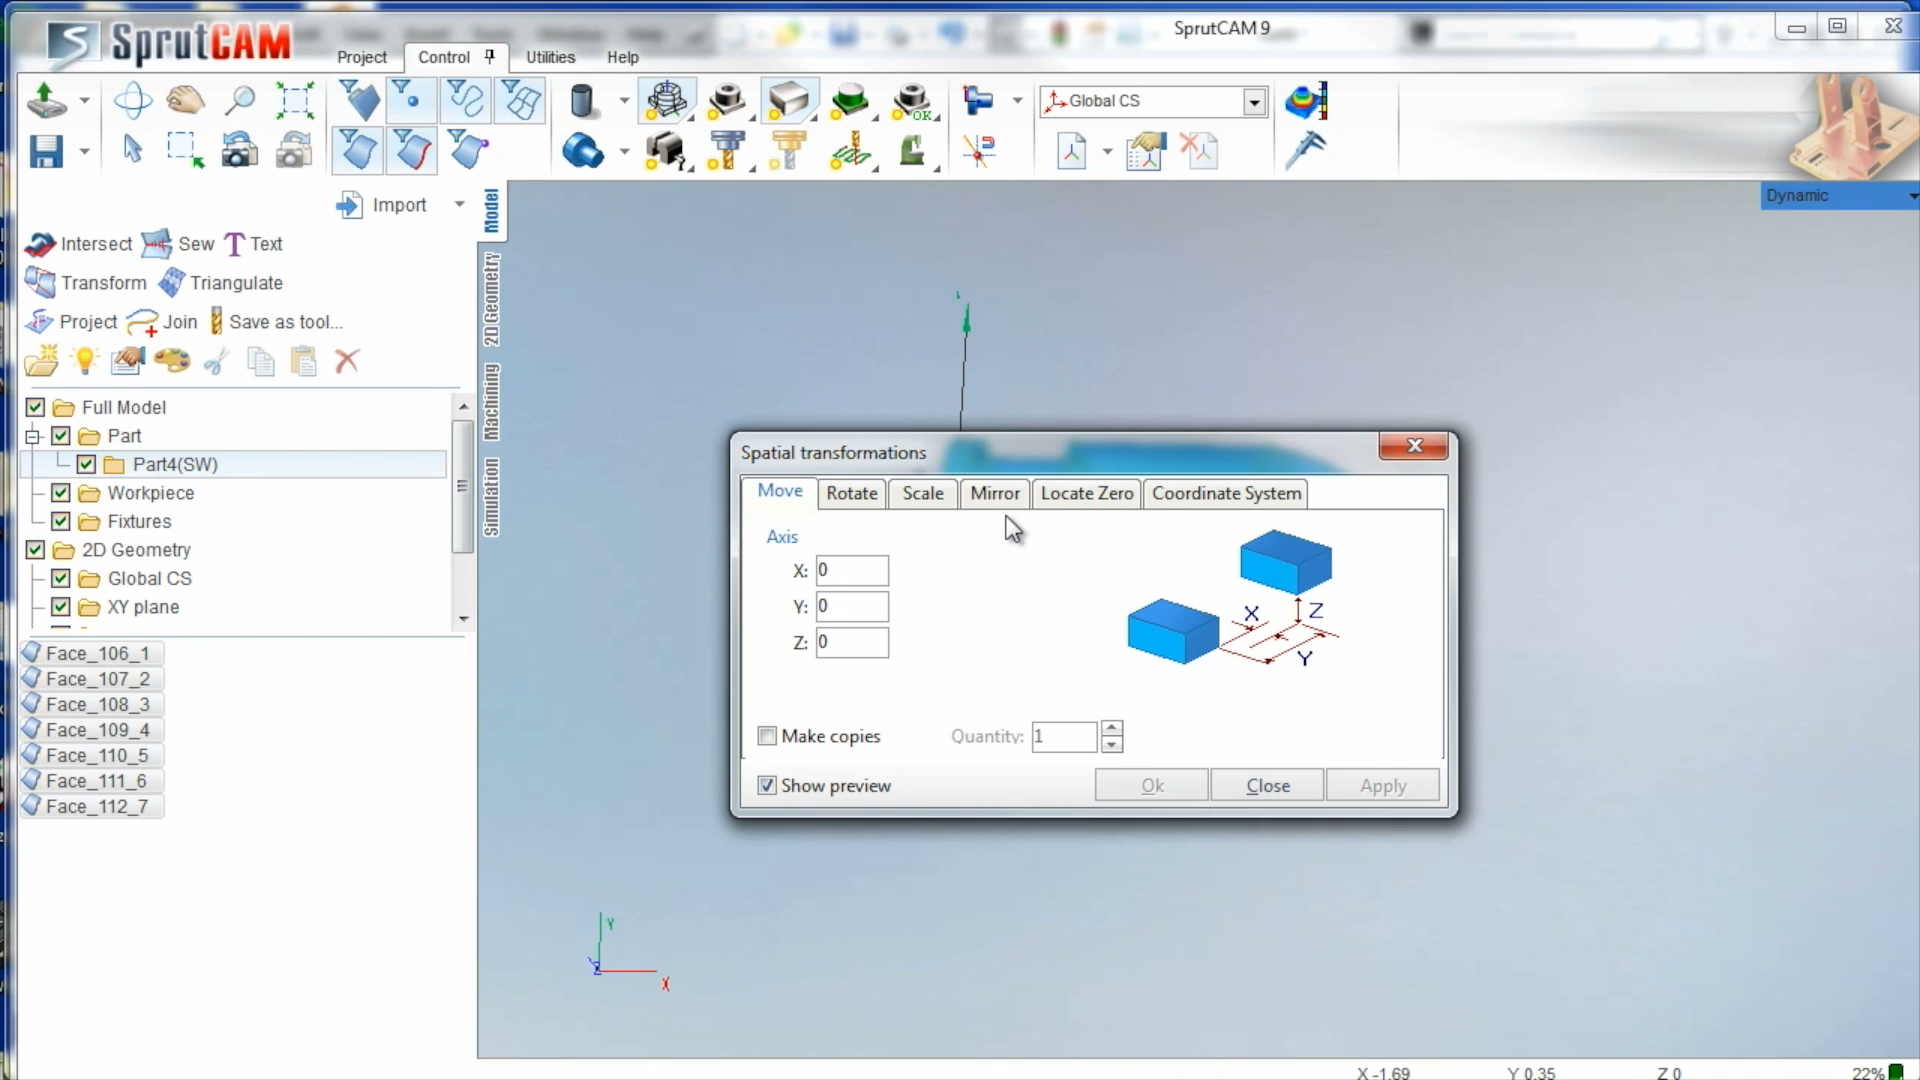 SprutCAM
SprutCAM 9
Project Control Utilities Help
OK
Global CS
Dynamic
Import
Intersect Sew Text
Transform Triangulate
Project Join Save as tool...
Full Model
Part
Part4(SW)
Workpiece
Fixtures
2D Geometry
Global CS
XY plane
Face_106_1
Face_107_2
Face_108_3
Face_109_4
Face_110_5
Face_111_6
Face_112_7
Model
2D Geometry
Machining
Simulation
Spatial transformations
Move Rotate Scale Mirror Locate Zero Coordinate System
Axis
X: 0
Y: 0
Z: 0
X Z
Y
Make copies Quantity: 1
Show preview Ok Close Apply
Y
Z
X
X -1.69 Y 0.35 Z 0 22%